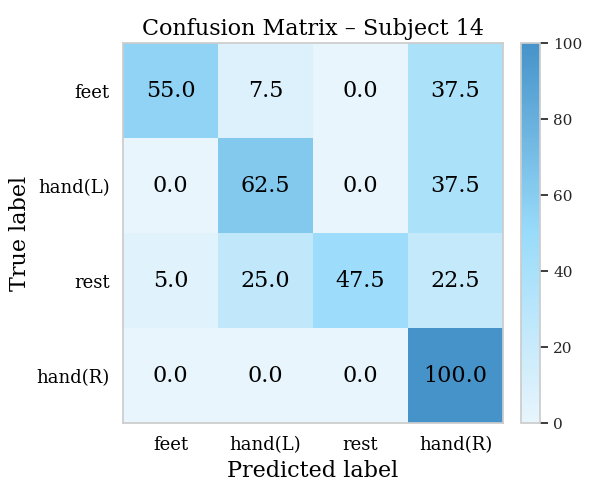 Confusion Matrix – Subject 14
True label
feet 55.0 7.5 0.0 37.5
hand(L) 0.0 62.5 0.0 37.5
rest 5.0 25.0 47.5 22.5
hand(R) 0.0 0.0 0.0 100.0
feet hand(L) rest hand(R)
Predicted label
100
80
60
40
20
0